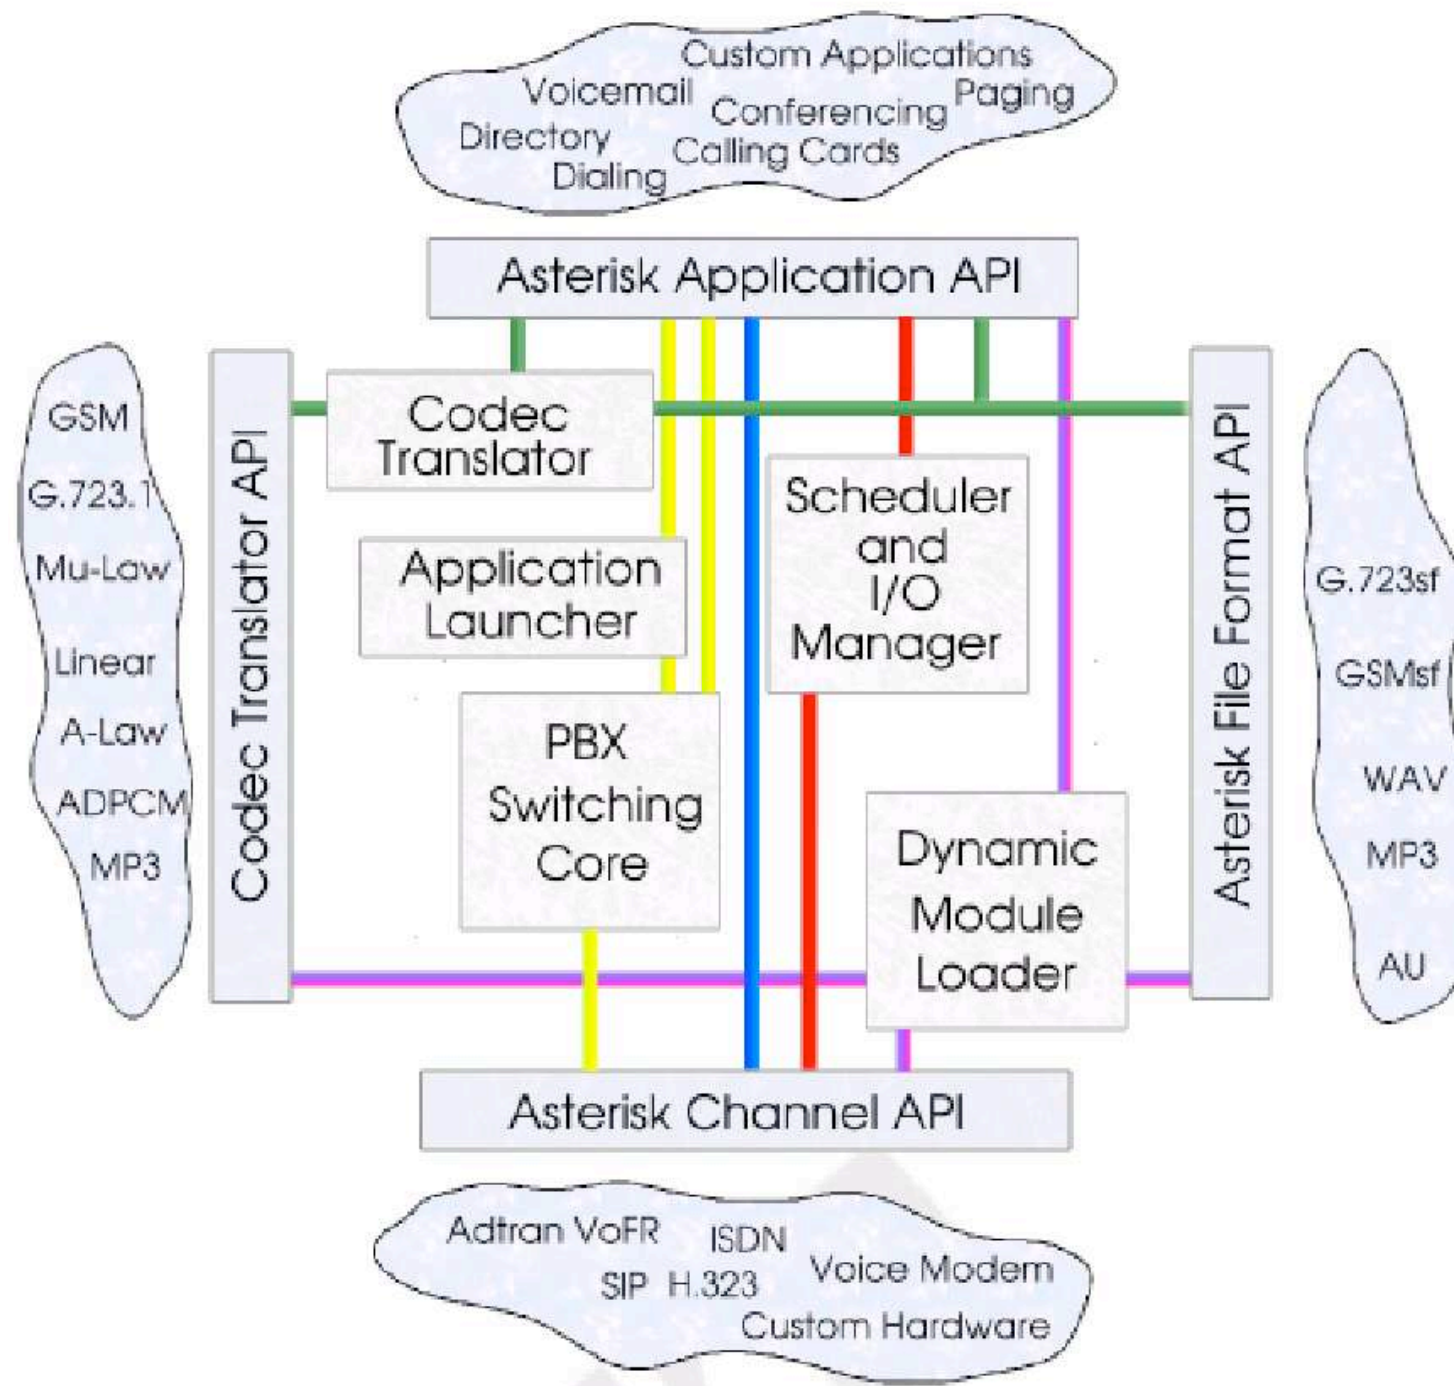 Custom Applications
Voicemail
Conferencing
Paging
Directory
Calling Cards
Dialing
Asterisk Application API
Codec Translator API
GSM
G.723.1
Mu-Law
Linear
A-Law
ADPCM
MP3
Codec
Translator
Application
Launcher
PBX
Switching
Core
Scheduler
and
I/O
Manager
Dynamic
Module
Loader
Asterisk File Format API
G.723sf
GSMsf
WAV
MP3
AU
Asterisk Channel API
Adtran VoFR
ISDN
SIP H.323
Voice Modem
Custom Hardware